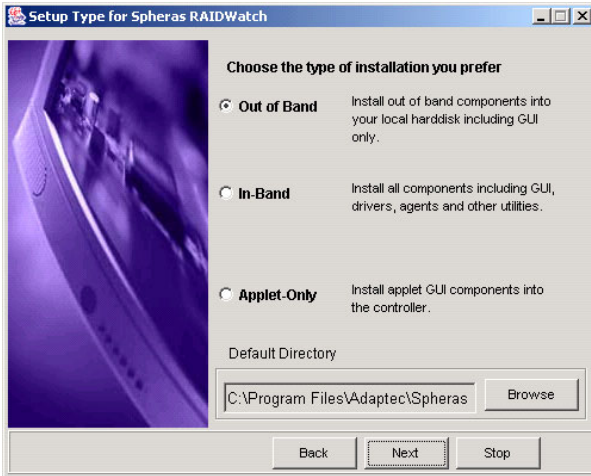 Setup Type for Spheras RAIDWatch
Choose the type of installation you prefer
Out of Band
Install out of band components into
your local harddisk including GUI
only.
In-Band
Install all components including GUI,
drivers, agents and other utilities.
Applet-Only
Install applet GUI components into
the controller.
Default Directory
C:\Program Files\Adaptec\Spheras
Browse
Back
Next
Stop